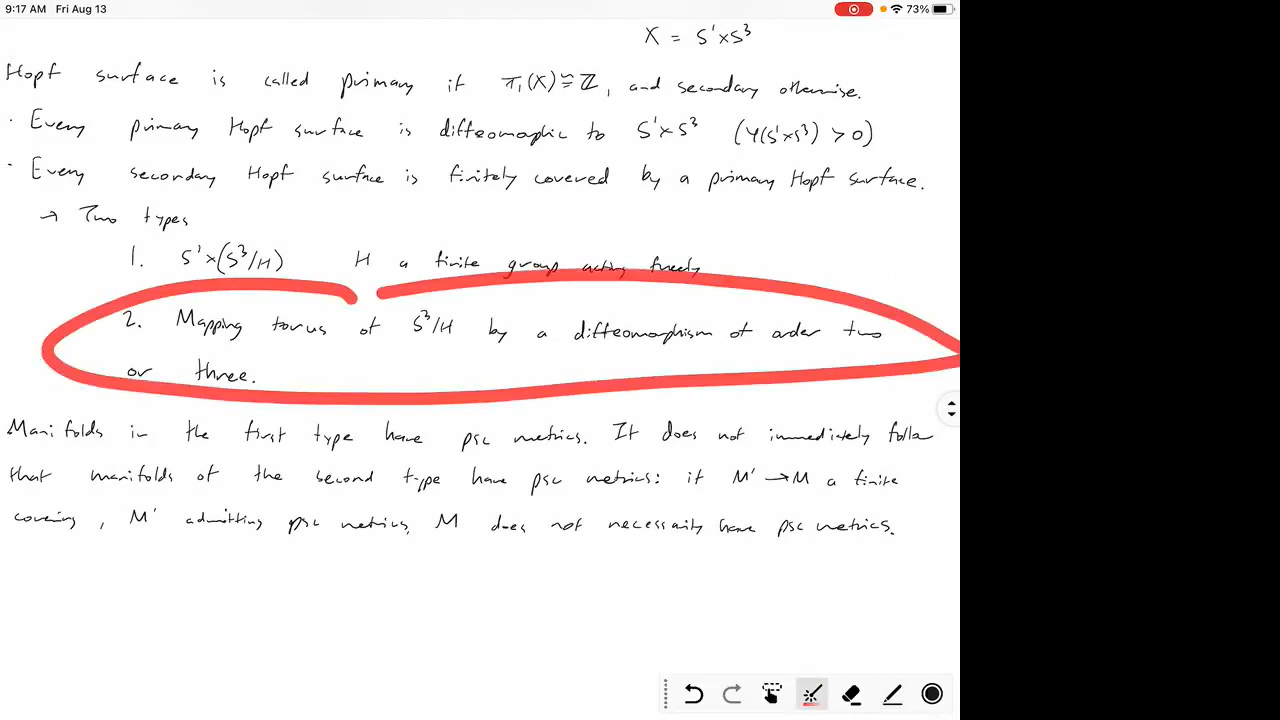 9:17 AM Fri Aug 13
73%
X = S¹×S³
Hopf surface is called primary if π₁(X)≅ℤ, and secondary otherwise.
· Every primary Hopf surface is diffeomorphic to S¹×S³ (Y(S¹×S³) > 0)
· Every secondary Hopf surface is finitely covered by a primary Hopf surface.
→ Two types
1. S¹×(S³/H) H a finite group acting freely
2. Mapping torus of S³/H by a diffeomorphism of order two
or three.
Manifolds in the first type have psc metrics. It does not immediately follow
that manifolds of the second type have psc metrics: if M' → M a finite
covering, M' admitting psc metrics, M does not necessarily have psc metrics.